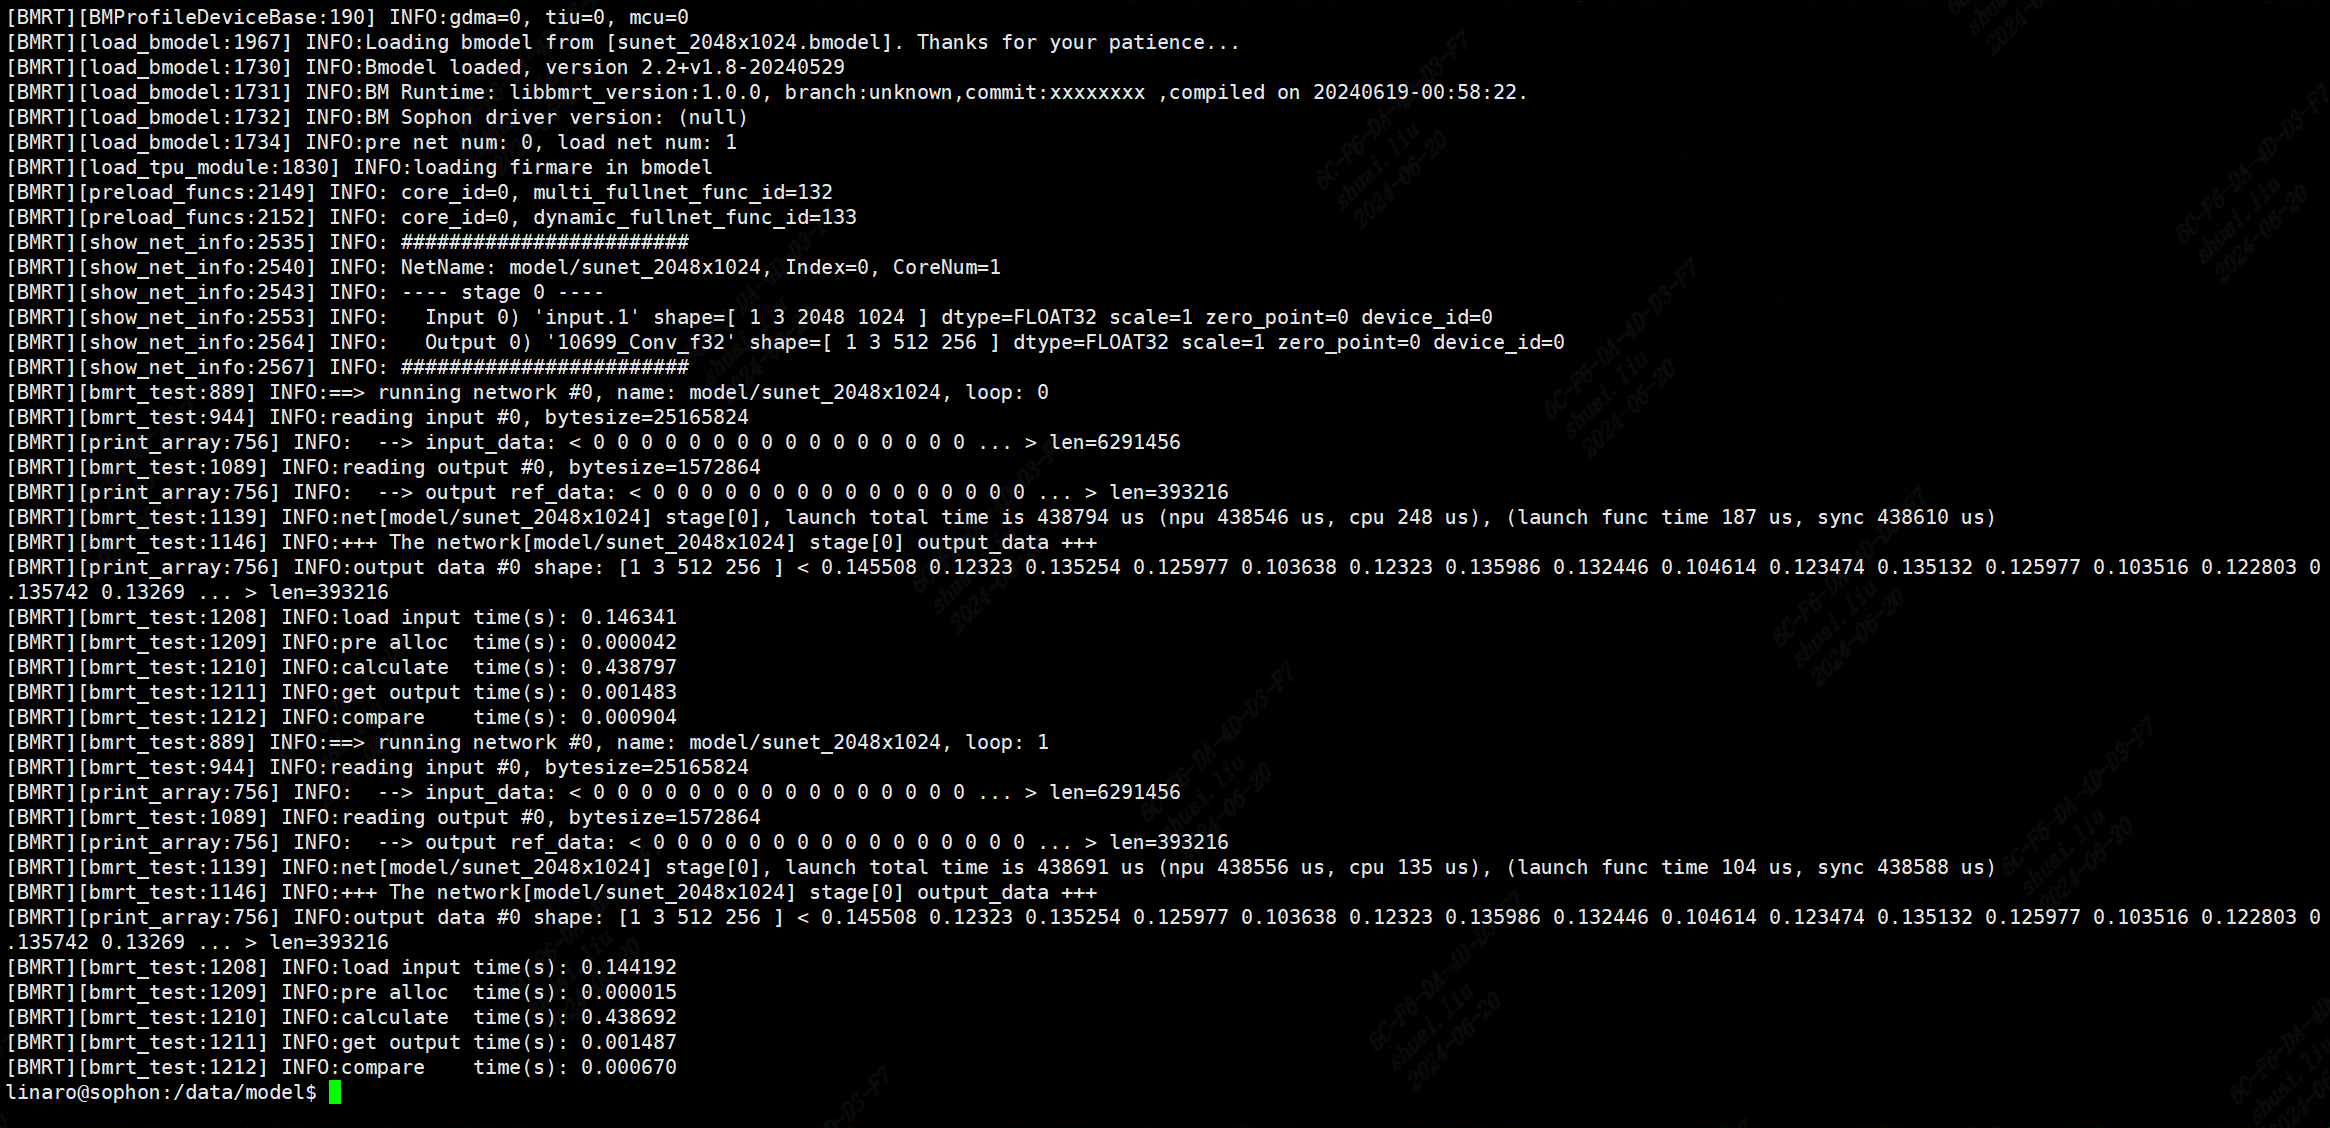 [BMRT][BMProfileDeviceBase:190] INFO:gdma=0, tiu=0, mcu=0
[BMRT][load_bmodel:1967] INFO:Loading bmodel from [sunet_2048x1024.bmodel]. Thanks for your patience...
[BMRT][load_bmodel:1730] INFO:Bmodel loaded, version 2.2+v1.8-20240529
[BMRT][load_bmodel:1731] INFO:BM Runtime: libbmrt_version:1.0.0, branch:unknown,commit:xxxxxxxx ,compiled on 20240619-00:58:22.
[BMRT][load_bmodel:1732] INFO:BM Sophon driver version: (null)
[BMRT][load_bmodel:1734] INFO:pre net num: 0, load net num: 1
[BMRT][load_tpu_module:1830] INFO:loading firmare in bmodel
[BMRT][preload_funcs:2149] INFO: core_id=0, multi_fullnet_func_id=132
[BMRT][preload_funcs:2152] INFO: core_id=0, dynamic_fullnet_func_id=133
[BMRT][show_net_info:2535] INFO: ########################
[BMRT][show_net_info:2540] INFO: NetName: model/sunet_2048x1024, Index=0, CoreNum=1
[BMRT][show_net_info:2543] INFO: ---- stage 0 ----
[BMRT][show_net_info:2553] INFO:   Input 0) 'input.1' shape=[ 1 3 2048 1024 ] dtype=FLOAT32 scale=1 zero_point=0 device_id=0
[BMRT][show_net_info:2564] INFO:   Output 0) '10699_Conv_f32' shape=[ 1 3 512 256 ] dtype=FLOAT32 scale=1 zero_point=0 device_id=0
[BMRT][show_net_info:2567] INFO: ########################
[BMRT][bmrt_test:889] INFO:==> running network #0, name: model/sunet_2048x1024, loop: 0
[BMRT][bmrt_test:944] INFO:reading input #0, bytesize=25165824
[BMRT][print_array:756] INFO:  --> input_data: < 0 0 0 0 0 0 0 0 0 0 0 0 0 0 0 0 ... > len=6291456
[BMRT][bmrt_test:1089] INFO:reading output #0, bytesize=1572864
[BMRT][print_array:756] INFO:  --> output ref_data: < 0 0 0 0 0 0 0 0 0 0 0 0 0 0 0 0 ... > len=393216
[BMRT][bmrt_test:1139] INFO:net[model/sunet_2048x1024] stage[0], launch total time is 438794 us (npu 438546 us, cpu 248 us), (launch func time 187 us, sync 438610 us)
[BMRT][bmrt_test:1146] INFO:+++ The network[model/sunet_2048x1024] stage[0] output_data +++
[BMRT][print_array:756] INFO:output data #0 shape: [1 3 512 256 ] < 0.145508 0.12323 0.135254 0.125977 0.103638 0.12323 0.135986 0.132446 0.104614 0.123474 0.135132 0.125977 0.103516 0.122803 0
.135742 0.13269 ... > len=393216
[BMRT][bmrt_test:1208] INFO:load input time(s): 0.146341
[BMRT][bmrt_test:1209] INFO:pre alloc  time(s): 0.000042
[BMRT][bmrt_test:1210] INFO:calculate  time(s): 0.438797
[BMRT][bmrt_test:1211] INFO:get output time(s): 0.001483
[BMRT][bmrt_test:1212] INFO:compare    time(s): 0.000904
[BMRT][bmrt_test:889] INFO:==> running network #0, name: model/sunet_2048x1024, loop: 1
[BMRT][bmrt_test:944] INFO:reading input #0, bytesize=25165824
[BMRT][print_array:756] INFO:  --> input_data: < 0 0 0 0 0 0 0 0 0 0 0 0 0 0 0 0 ... > len=6291456
[BMRT][bmrt_test:1089] INFO:reading output #0, bytesize=1572864
[BMRT][print_array:756] INFO:  --> output ref_data: < 0 0 0 0 0 0 0 0 0 0 0 0 0 0 0 0 ... > len=393216
[BMRT][bmrt_test:1139] INFO:net[model/sunet_2048x1024] stage[0], launch total time is 438691 us (npu 438556 us, cpu 135 us), (launch func time 104 us, sync 438588 us)
[BMRT][bmrt_test:1146] INFO:+++ The network[model/sunet_2048x1024] stage[0] output_data +++
[BMRT][print_array:756] INFO:output data #0 shape: [1 3 512 256 ] < 0.145508 0.12323 0.135254 0.125977 0.103638 0.12323 0.135986 0.132446 0.104614 0.123474 0.135132 0.125977 0.103516 0.122803 0
.135742 0.13269 ... > len=393216
[BMRT][bmrt_test:1208] INFO:load input time(s): 0.144192
[BMRT][bmrt_test:1209] INFO:pre alloc  time(s): 0.000015
[BMRT][bmrt_test:1210] INFO:calculate  time(s): 0.438692
[BMRT][bmrt_test:1211] INFO:get output time(s): 0.001487
[BMRT][bmrt_test:1212] INFO:compare    time(s): 0.000670
linaro@sophon:/data/model$
6C-F6-DA-4D-D3-F7
shuai.liu
2024-06-20